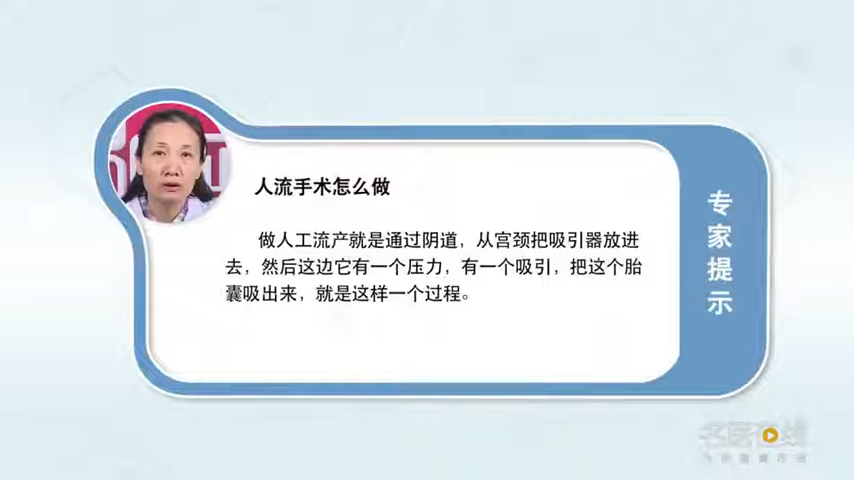 人流手术怎么做
做人工流产就是通过阴道，从宫颈把吸引器放进
去，然后这边它有一个压力，有一个吸引，把这个胎
囊吸出来，就是这样一个过程。
专家提示
名医在线